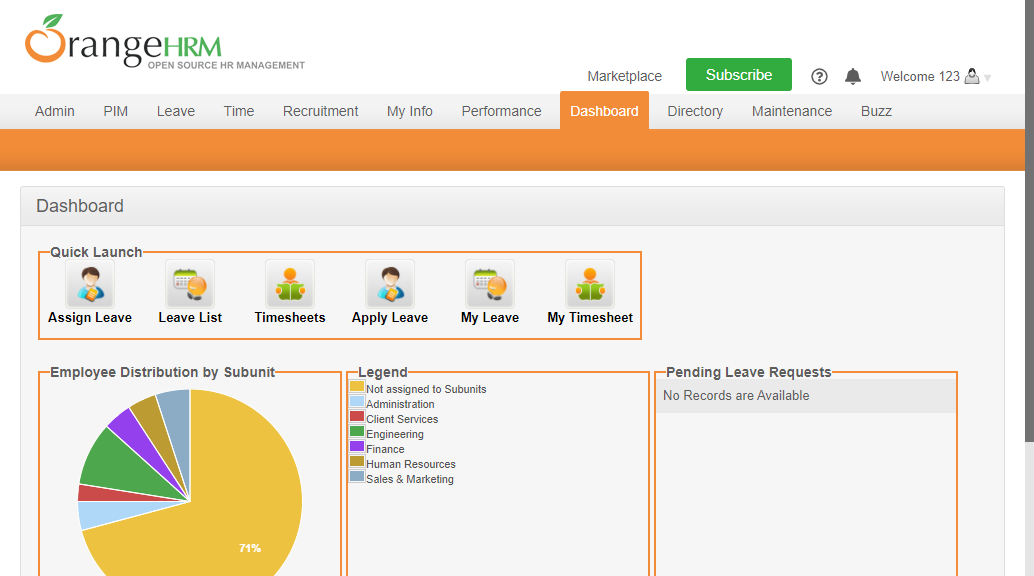 OrangeHRM
OPEN SOURCE HR MANAGEMENT
Marketplace Subscribe ? Welcome 123
Admin PIM Leave Time Recruitment My Info Performance Dashboard Directory Maintenance Buzz
Dashboard
Quick Launch
Assign Leave Leave List Timesheets Apply Leave My Leave My Timesheet
Employee Distribution by Subunit
71%
Legend
Not assigned to Subunits
Administration
Client Services
Engineering
Finance
Human Resources
Sales & Marketing
Pending Leave Requests
No Records are Available